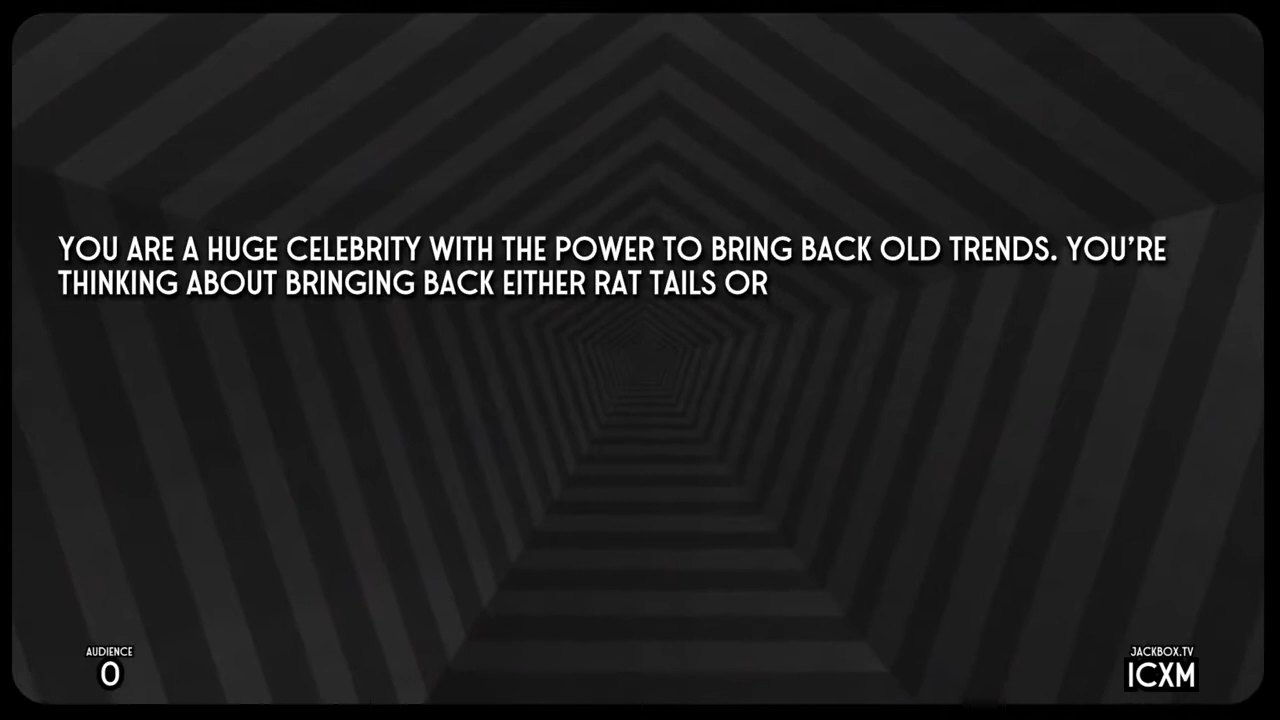 YOU ARE A HUGE CELEBRITY WITH THE POWER TO BRING BACK OLD TRENDS. YOU'RE
THINKING ABOUT BRINGING BACK EITHER RAT TAILS OR
AUDIENCE
0
JACKBOX.TV
ICXM